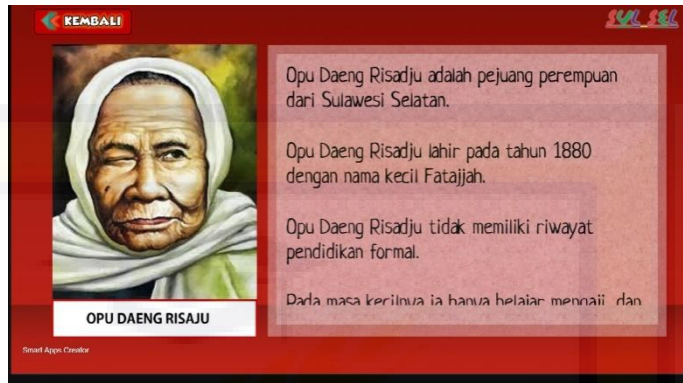 KEMBALI
SUL_SEL
Opu Daeng Risadju adalah pejuang perempuan
dari Sulawesi Selatan.
Opu Daeng Risadju lahir pada tahun 1880
dengan nama kecil Fatajjah.
Opu Daeng Risadju tidak memiliki riwayat
pendidikan formal.
Pada masa kecilnya ia hanya belajar mengaji dan
OPU DAENG RISAJU
Smart Apps Creator